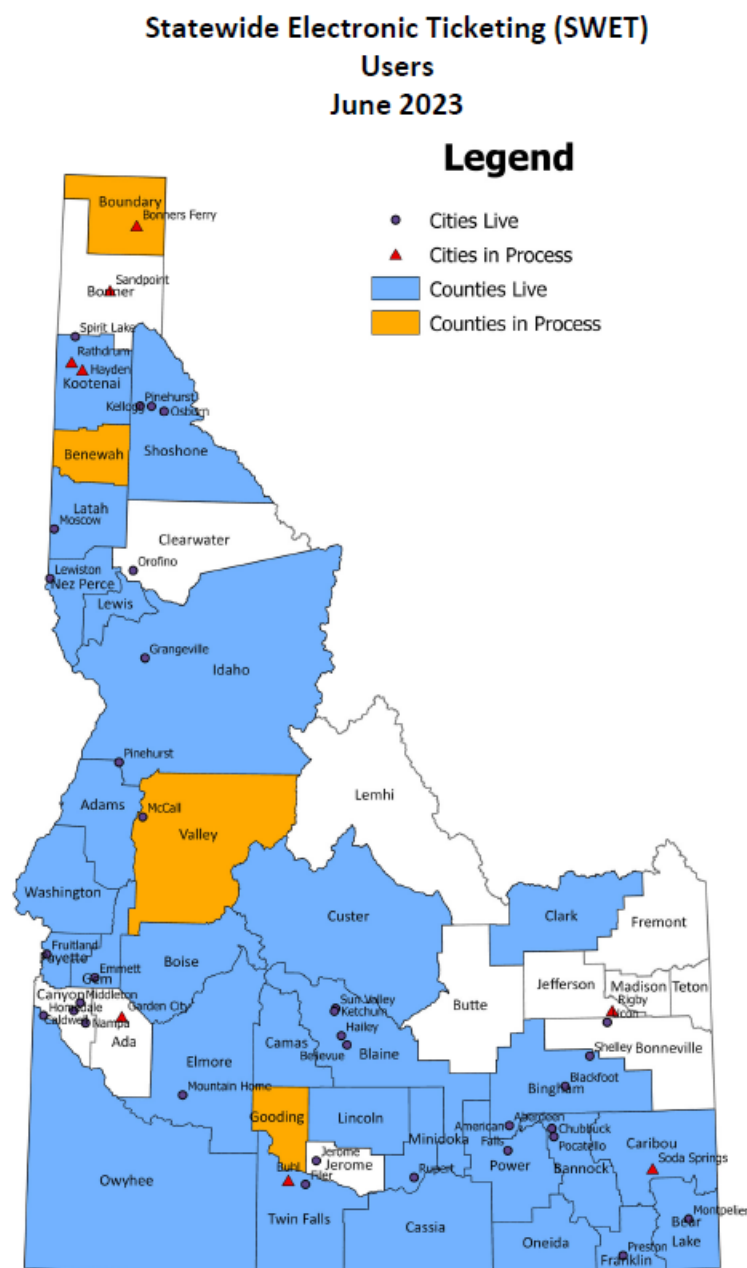 Statewide Electronic Ticketing (SWET)
Users
June 2023
Legend
Cities Live
Cities in Process
Counties Live
Counties in Process
Boundary
Bonners Ferry
Sandpoint
Bonner
Spirit Lake
Rathdrum
Hayden
Kootenai
Pinehurst
Kellogg
Osburn
Benewah
Shoshone
Latah
Moscow
Clearwater
Orofino
Lewiston
Nez Perce
Lewis
Grangeville
Idaho
Pinehurst
Lemhi
Adams
McCall
Valley
Washington
Custer
Clark
Fremont
Fruitland
Payette
Boise
Emmett
Gem
Jefferson
Madison
Teton
Canyon
Middleton
Homedale
Garden City
Caldwell
Nampa
Ada
Sun Valley
Ketchum
Butte
Rigby
Hailey
Bellevue
Blaine
Camas
Elmore
Shelley
Bonneville
Mountain Home
Blackfoot
Bingham
Gooding
Lincoln
Minidoka
American
Falls
Aberdeen
Chubbuck
Pocatello
Caribou
Soda Springs
Jerome
Jerome
Buhl
Filer
Rupert
Power
Bannock
Owyhee
Twin Falls
Cassia
Oneida
Montpelier
Bear
Lake
Preston
Franklin